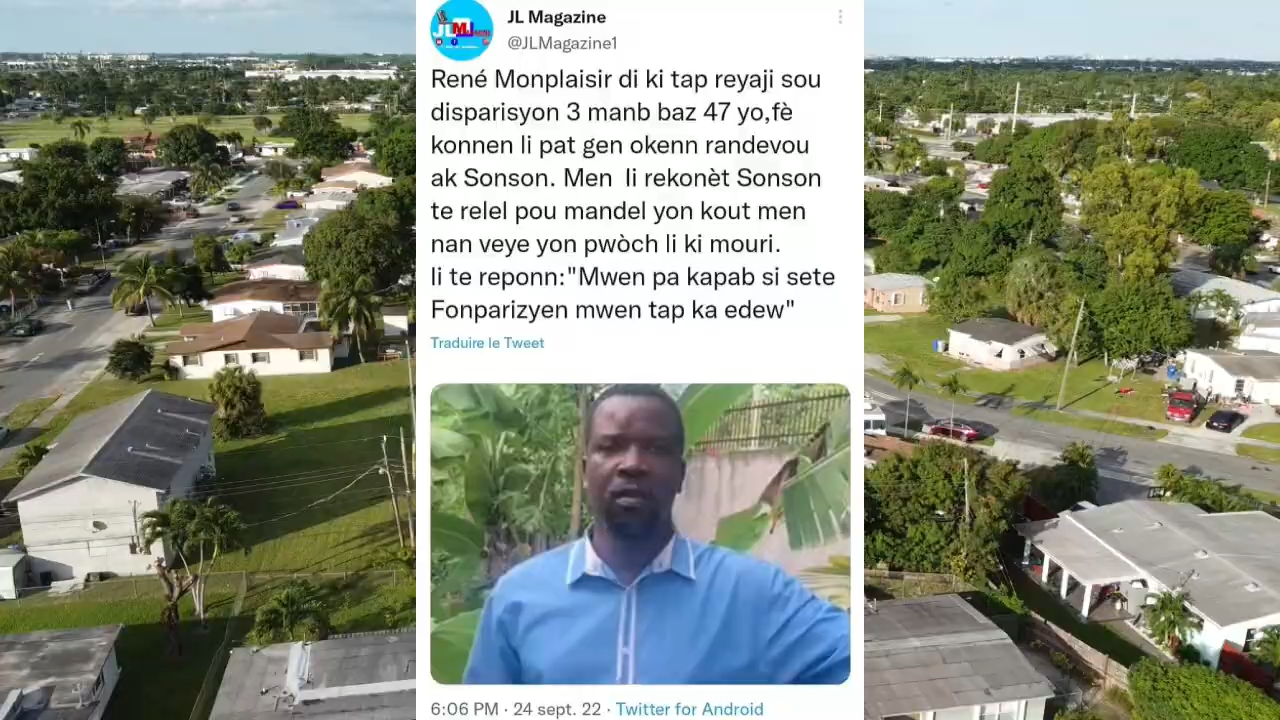 JL Magazine
@JLMagazine1
René Monplaisir di ki tap reyaji sou
disparisyon 3 manb baz 47 yo,fè
konnen li pat gen okenn randevou
ak Sonson. Men li rekonèt Sonson
te relel pou mandel yon kout men
nan veye yon pwòch li ki mouri.
li te reponn:"Mwen pa kapab si sete
Fonparizyen mwen tap ka edew"
Traduire le Tweet
6:06 PM · 24 sept. 22 · Twitter for Android